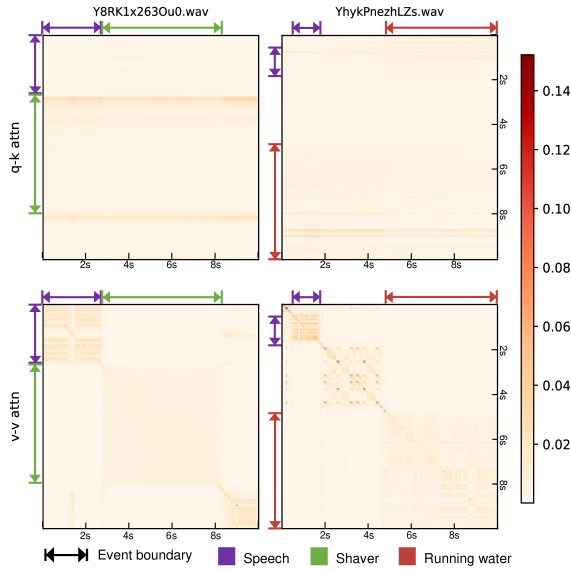 Y8RK1x263Ou0.wav
YhykPnezhLZs.wav
q-k attn
2s
4s
6s
8s
2s
4s
6s
8s
2s
4s
6s
8s
0.14
0.12
0.10
0.08
0.06
0.04
0.02
v-v attn
2s
4s
6s
8s
2s
4s
6s
8s
2s
4s
6s
8s
Event boundary
Speech
Shaver
Running water